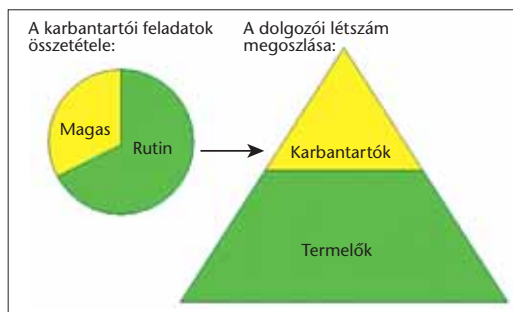 A karbantartói feladatok
összetétele:
A dolgozói létszám
megoszlása:
Magas
Rutin
Karbantartók
Termelők